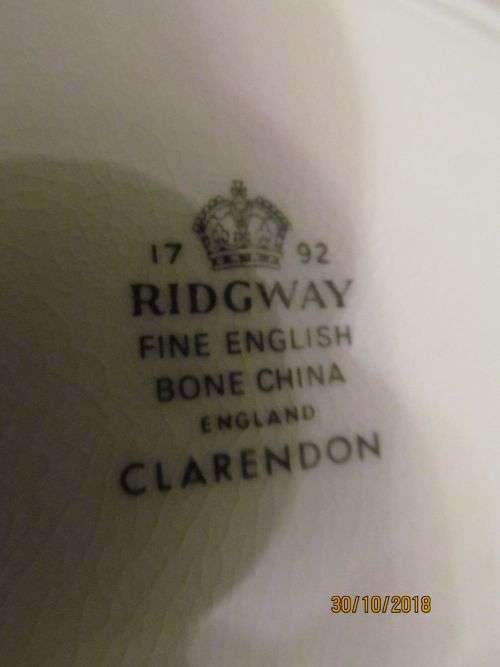 17 92
RIDGWAY
FINE ENGLISH
BONE CHINA
ENGLAND
CLARENDON
30/10/2018